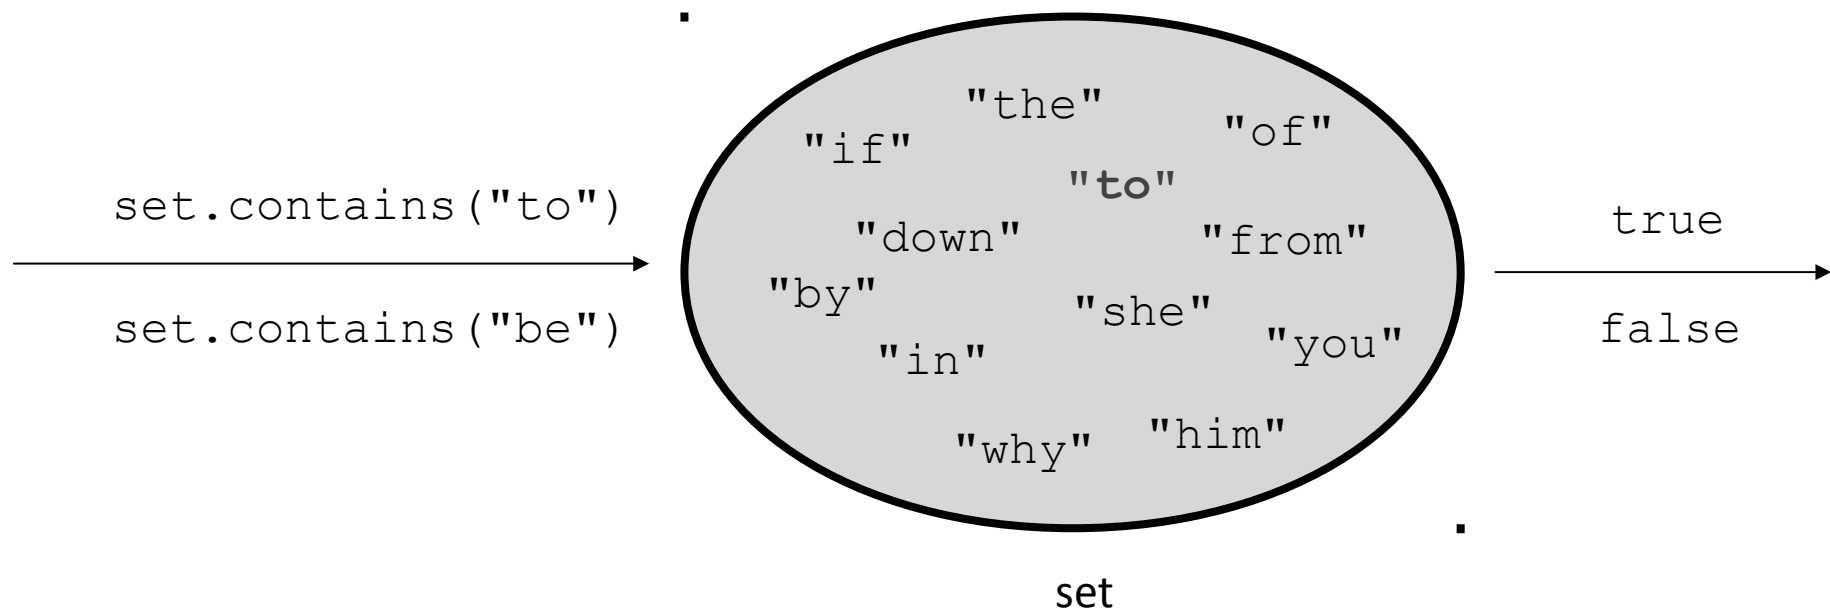 set.contains("to")
set.contains("be")
"the"
"of"
"if"
"to"
"down"
"from"
"by"
"she"
"you"
"in"
"him"
"why"
true
false
set